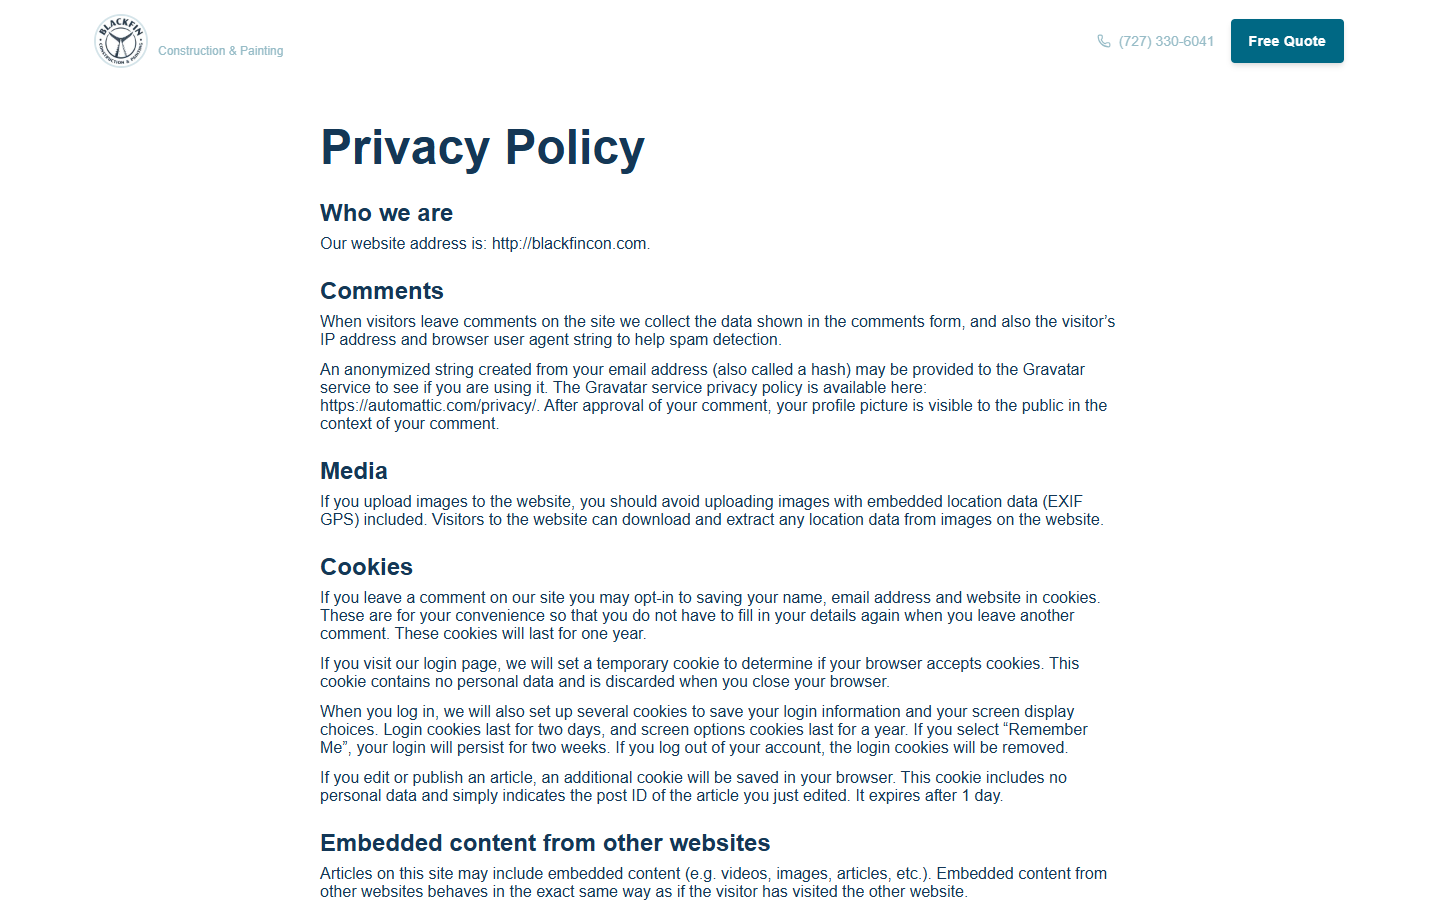 BLACKFIN
CONSTRUCTION & PAINTING
Construction & Painting
(727) 330-6041
Free Quote
Privacy Policy
Who we are
Our website address is: http://blackfincon.com.
Comments
When visitors leave comments on the site we collect the data shown in the comments form, and also the visitor’s
IP address and browser user agent string to help spam detection.
An anonymized string created from your email address (also called a hash) may be provided to the Gravatar
service to see if you are using it. The Gravatar service privacy policy is available here:
https://automattic.com/privacy/. After approval of your comment, your profile picture is visible to the public in the
context of your comment.
Media
If you upload images to the website, you should avoid uploading images with embedded location data (EXIF
GPS) included. Visitors to the website can download and extract any location data from images on the website.
Cookies
If you leave a comment on our site you may opt-in to saving your name, email address and website in cookies.
These are for your convenience so that you do not have to fill in your details again when you leave another
comment. These cookies will last for one year.
If you visit our login page, we will set a temporary cookie to determine if your browser accepts cookies. This
cookie contains no personal data and is discarded when you close your browser.
When you log in, we will also set up several cookies to save your login information and your screen display
choices. Login cookies last for two days, and screen options cookies last for a year. If you select “Remember
Me”, your login will persist for two weeks. If you log out of your account, the login cookies will be removed.
If you edit or publish an article, an additional cookie will be saved in your browser. This cookie includes no
personal data and simply indicates the post ID of the article you just edited. It expires after 1 day.
Embedded content from other websites
Articles on this site may include embedded content (e.g. videos, images, articles, etc.). Embedded content from
other websites behaves in the exact same way as if the visitor has visited the other website.